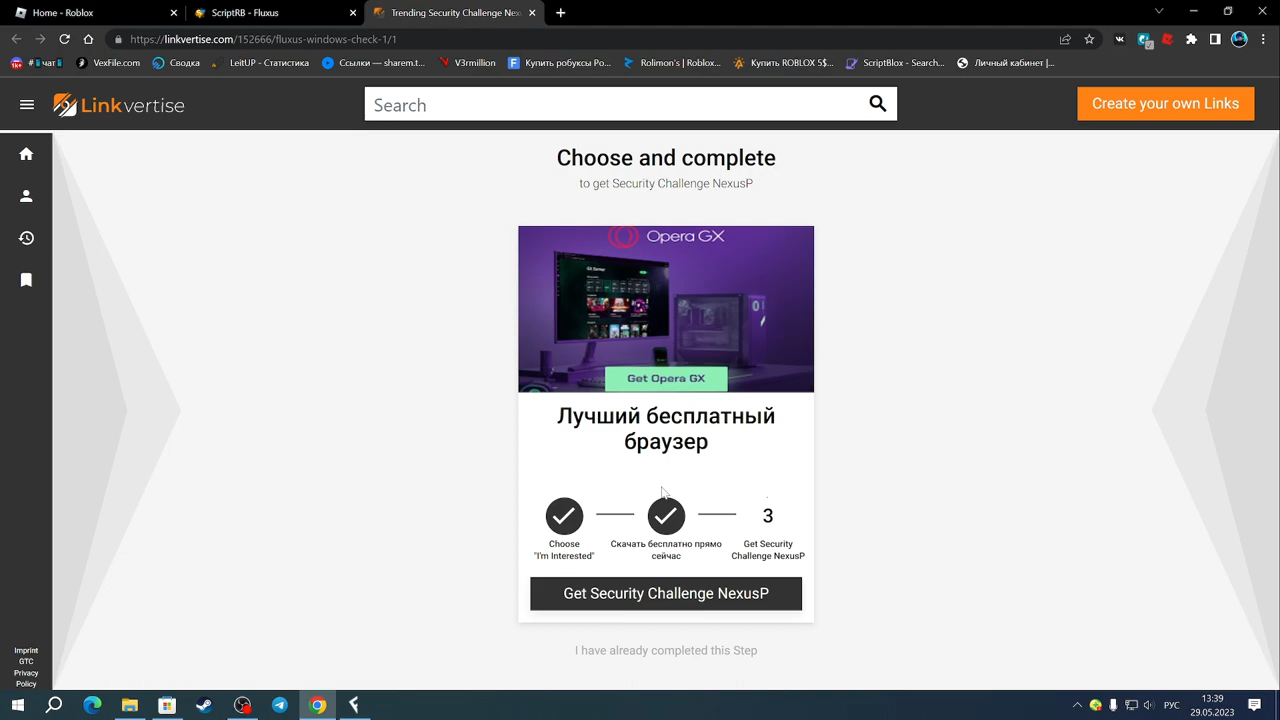 Home - Roblox
ScriptRB - Fluxus
Trending Security Challenge Nex
https://linkvertise.com/152666/fluxus-windows-check-1/1
VexFile.com
Сводка
LeitUP - Статистика
Ссылки — sharem.t...
V3rmillion
Купить робуксы Ро...
Rolimon's | Roblox...
Купить ROBLOX 5$...
ScriptBlox - Search...
Личный кабинет |...
Linkvertise
Search
Create your own Links
Choose and complete
to get Security Challenge NexusP
Opera GX
Get Opera GX
Лучший бесплатный
браузер
3
Choose
"I'm Interested"
Скачать бесплатно прямо
сейчас
Get Security
Challenge NexusP
Get Security Challenge NexusP
I have already completed this Step
Imprint
GTC
Privacy
Policy
РУС
13:39
29.05.2023